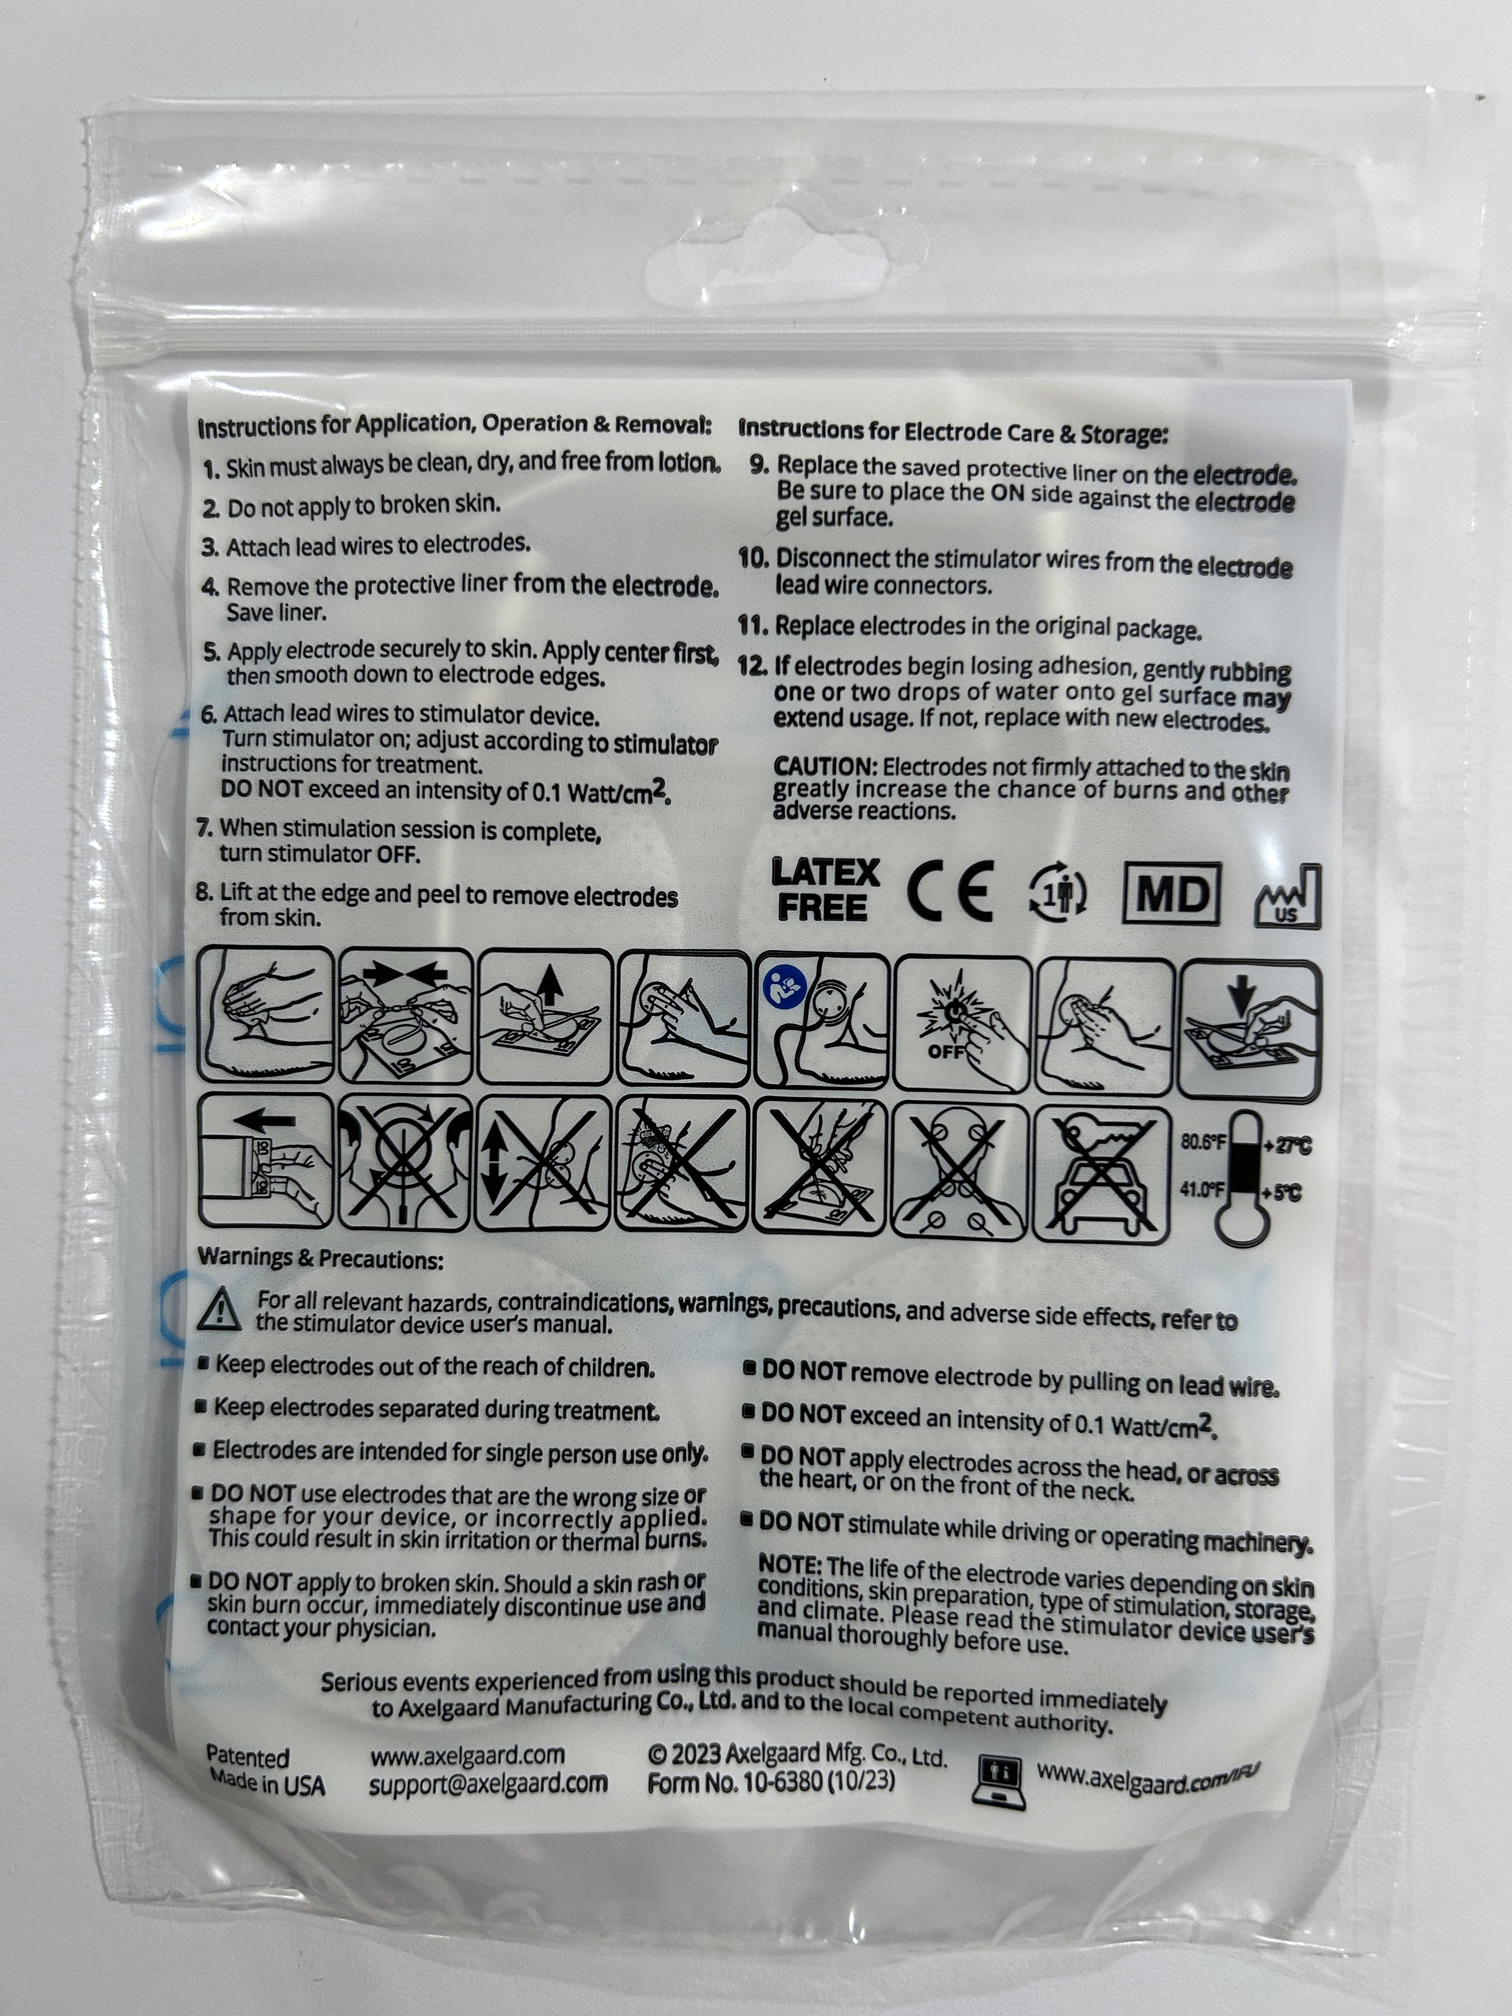 Instructions for Application, Operation & Removal:
1. Skin must always be clean, dry, and free from lotion.
2. Do not apply to broken skin.
3. Attach lead wires to electrodes.
4. Remove the protective liner from the electrode.
Save liner.
5. Apply electrode securely to skin. Apply center first,
then smooth down to electrode edges.
6. Attach lead wires to stimulator device.
Turn stimulator on; adjust according to stimulator
instructions for treatment.
DO NOT exceed an intensity of 0.1 Watt/cm².
7. When stimulation session is complete,
turn stimulator OFF.
8. Lift at the edge and peel to remove electrodes
from skin.
Instructions for Electrode Care & Storage:
9. Replace the saved protective liner on the electrode.
Be sure to place the ON side against the electrode
gel surface.
10. Disconnect the stimulator wires from the electrode
lead wire connectors.
11. Replace electrodes in the original package.
12. If electrodes begin losing adhesion, gently rubbing
one or two drops of water onto gel surface may
extend usage. If not, replace with new electrodes.
CAUTION: Electrodes not firmly attached to the skin
greatly increase the chance of burns and other
adverse reactions.
LATEX
FREE
CE
1
MD
US
OFF
80.6°F
+27°C
41.0°F
+5°C
Warnings & Precautions:
For all relevant hazards, contraindications, warnings, precautions, and adverse side effects, refer to
the stimulator device user's manual.
■ Keep electrodes out of the reach of children.
■ Keep electrodes separated during treatment.
■ Electrodes are intended for single person use only.
■ DO NOT use electrodes that are the wrong size or
shape for your device, or incorrectly applied.
This could result in skin irritation or thermal burns.
■ DO NOT apply to broken skin. Should a skin rash or
skin burn occur, immediately discontinue use and
contact your physician.
■ DO NOT remove electrode by pulling on lead wire.
■ DO NOT exceed an intensity of 0.1 Watt/cm².
■ DO NOT apply electrodes across the head, or across
the heart, or on the front of the neck.
■ DO NOT stimulate while driving or operating machinery.
NOTE: The life of the electrode varies depending on skin
conditions, skin preparation, type of stimulation, storage,
and climate. Please read the stimulator device user's
manual thoroughly before use.
Serious events experienced from using this product should be reported immediately
to Axelgaard Manufacturing Co., Ltd. and to the local competent authority.
Patented
Made in USA
www.axelgaard.com
support@axelgaard.com
© 2023 Axelgaard Mfg. Co., Ltd.
Form No. 10-6380 (10/23)
www.axelgaard.com/IFU